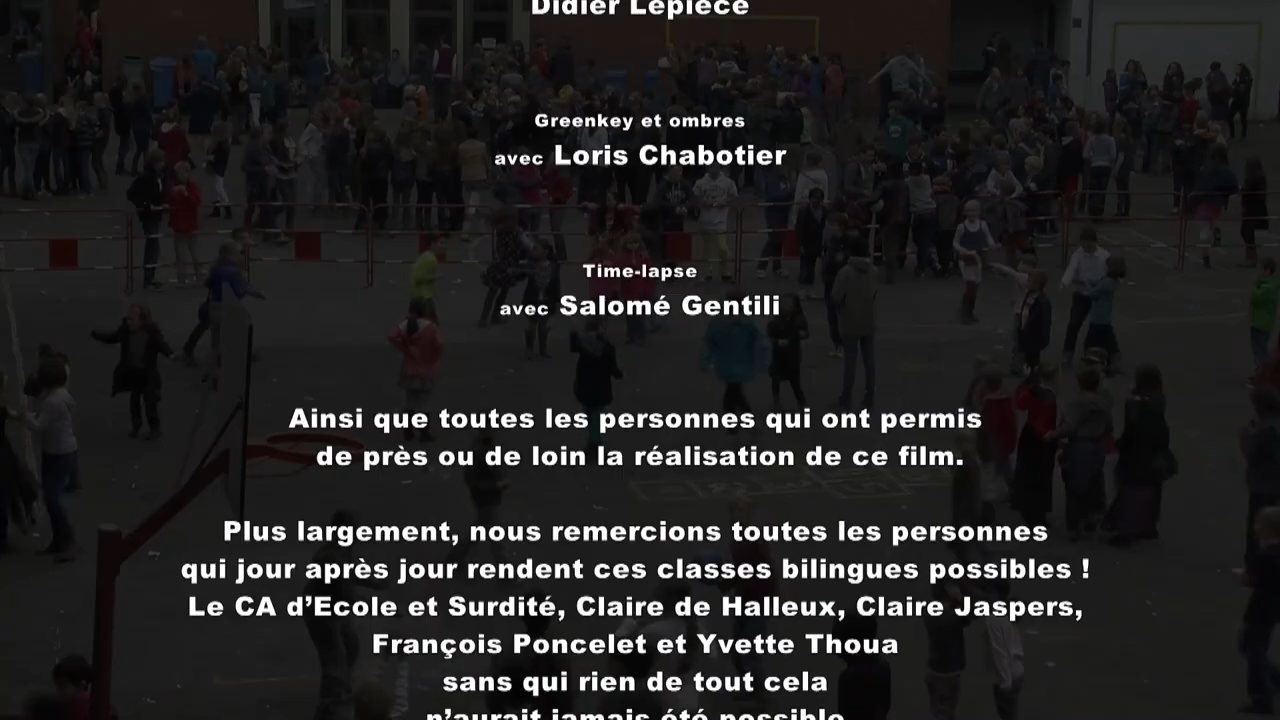 Didier Lepièce
Greenkey et ombres
avec Loris Chabotier
Time-lapse
avec Salomé Gentili
Ainsi que toutes les personnes qui ont permis
de près ou de loin la réalisation de ce film.
Plus largement, nous remercions toutes les personnes
qui jour après jour rendent ces classes bilingues possibles !
Le CA d’Ecole et Surdité, Claire de Halleux, Claire Jaspers,
François Poncelet et Yvette Thoua
sans qui rien de tout cela
n’aurait jamais été possible